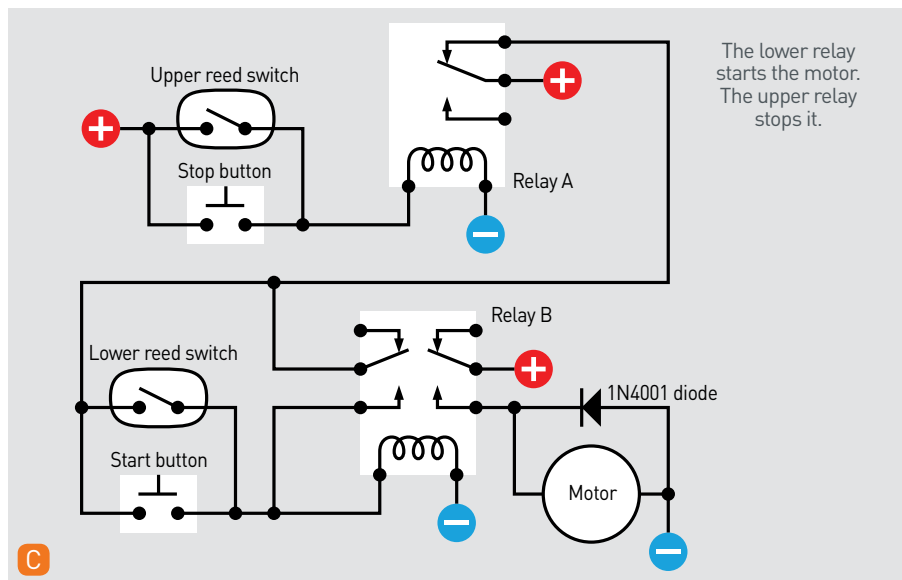 The lower relay
starts the motor.
The upper relay
stops it.
Upper reed switch
+
+
Stop button
Relay A
−
Relay B
Lower reed switch
+
1N4001 diode
Start button
Motor
−
−
C